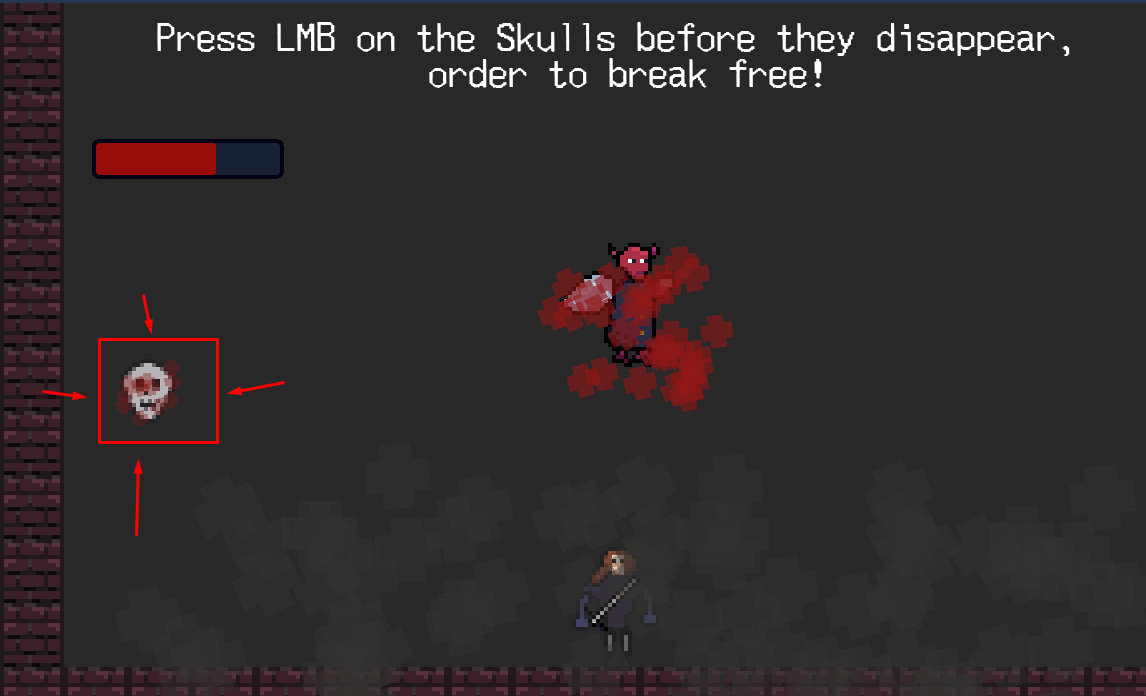 Press LMB on the Skulls before they disappear,
order to break free!